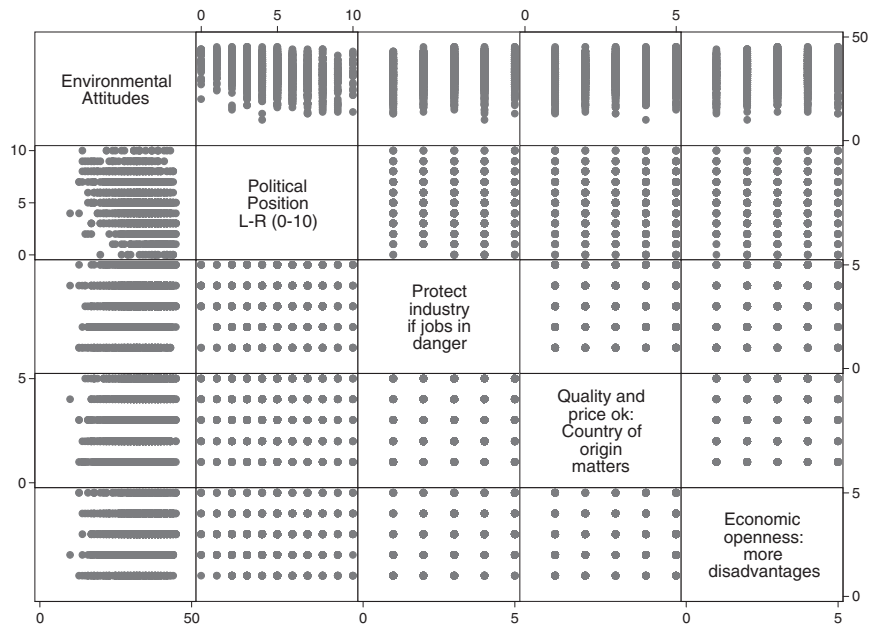 0 5 10 0 5
Environmental
Attitudes
50
0
10
5
0
Political
Position
L-R (0-10)
Protect
industry
if jobs in
danger
5
0
5
0
Quality and
price ok:
Country of
origin
matters
Economic
openness:
more
disadvantages
5
0
0 50 0 5 0 5